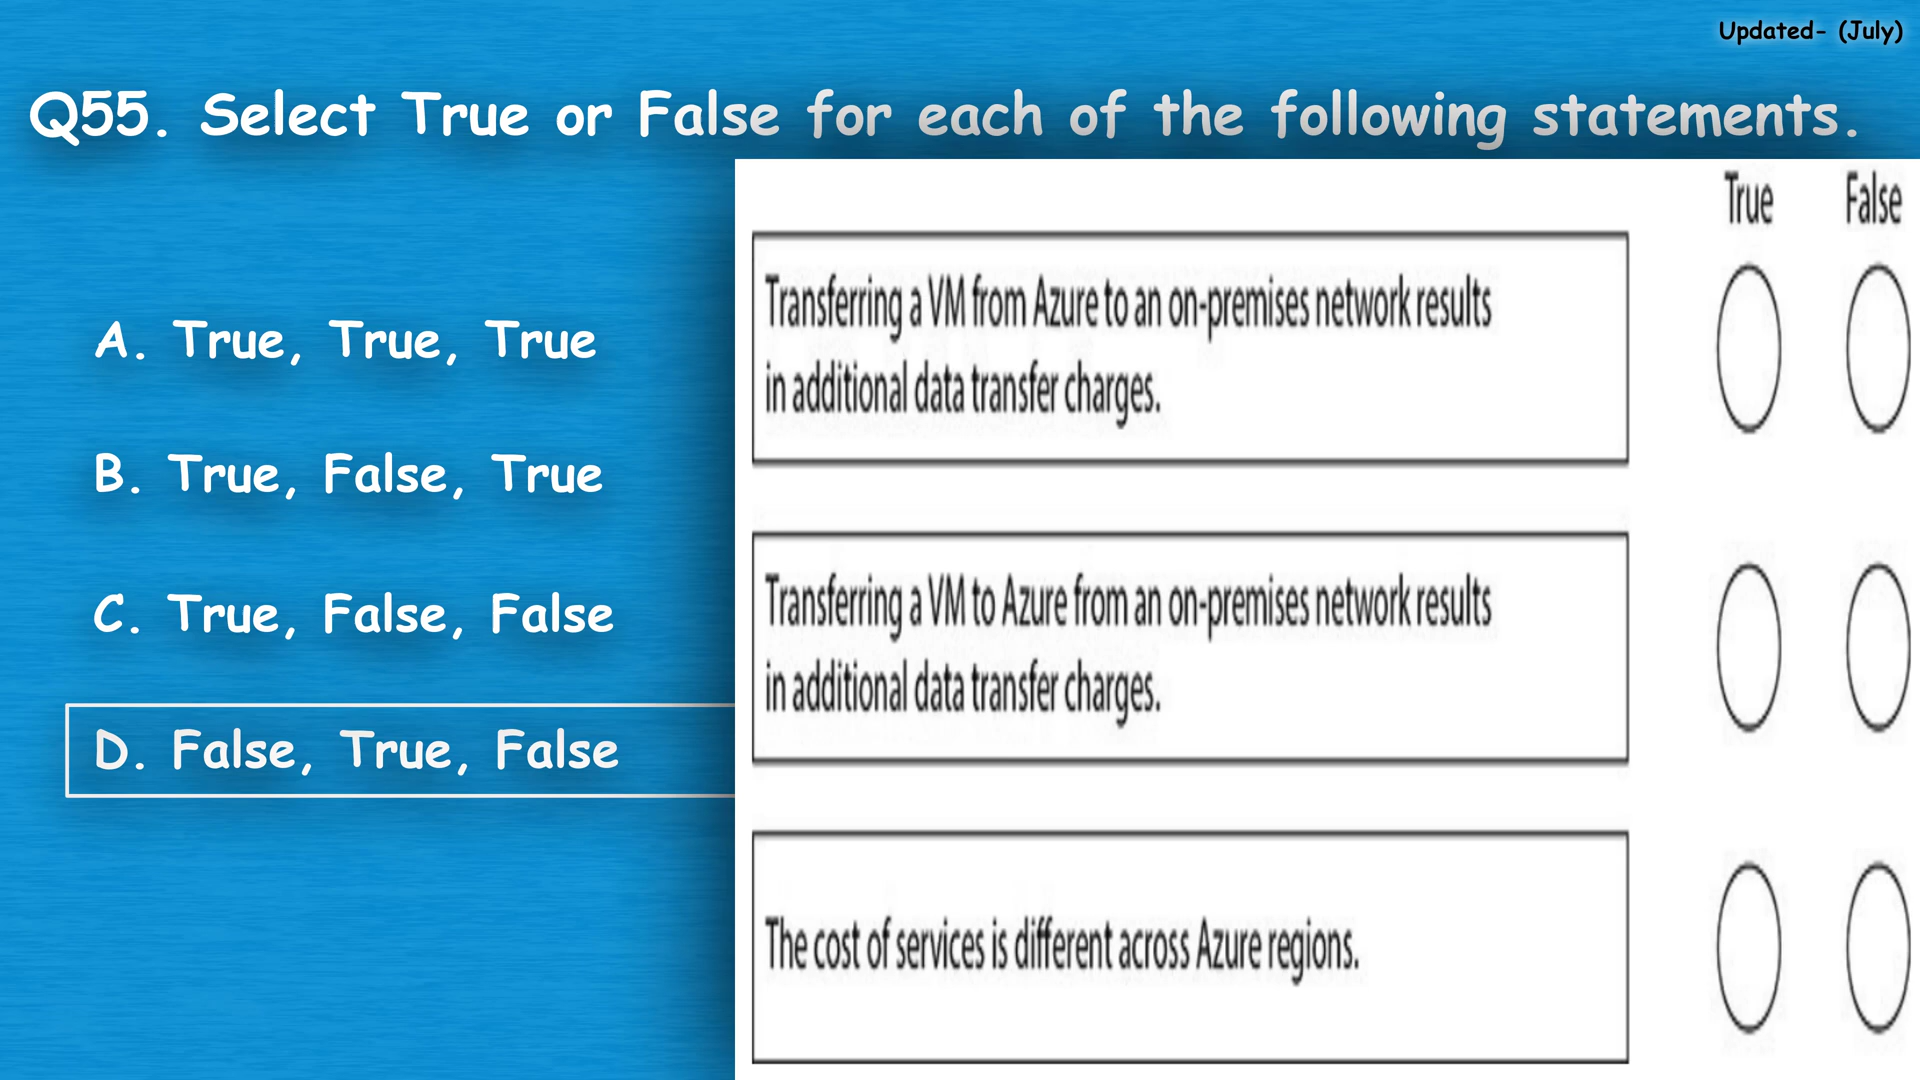 Updated- (July)
Q55. Select True or False for each of the following statements.
True False
A. True, True, True
B. True, False, True
C. True, False, False
D. False, True, False
Transferring a VM from Azure to an on-premises network results
in additional data transfer charges.
Transferring a VM to Azure from an on-premises network results
in additional data transfer charges.
The cost of services is different across Azure regions.